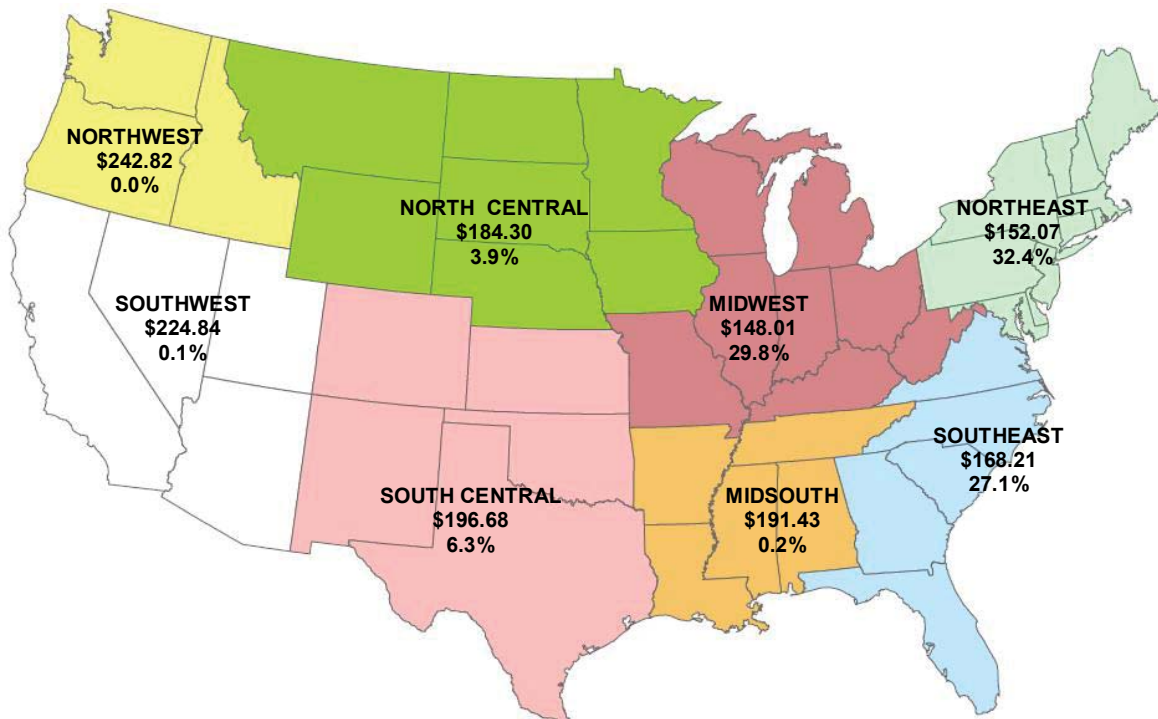 NORTHWEST
$242.82
0.0%
NORTH CENTRAL
$184.30
3.9%
NORTHEAST
$152.07
32.4%
SOUTHWEST
$224.84
0.1%
MIDWEST
$148.01
29.8%
SOUTHEAST
$168.21
27.1%
SOUTH CENTRAL
$196.68
6.3%
MIDSOUTH
$191.43
0.2%